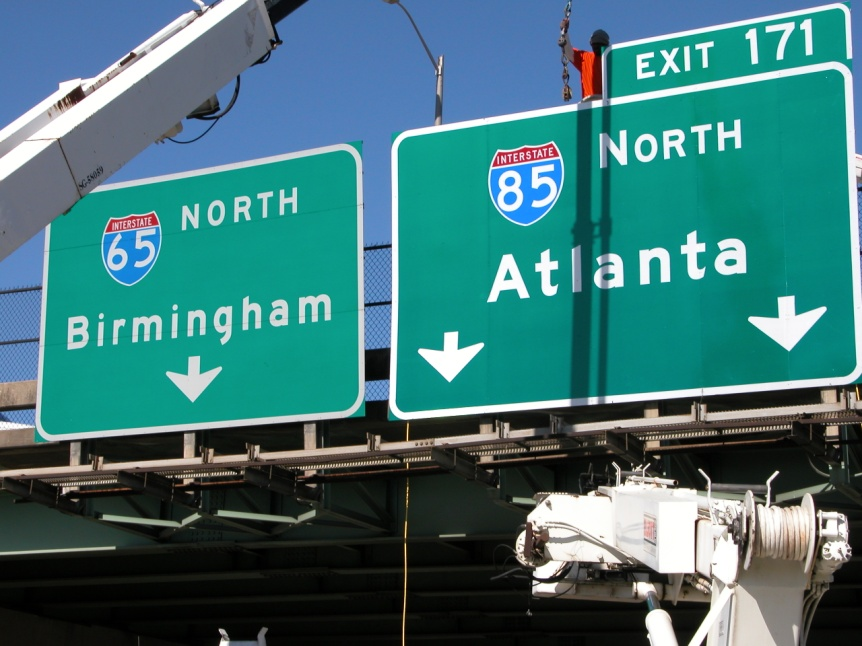 INTERSTATE
65
NORTH
Birmingham
EXIT 171
INTERSTATE
85
NORTH
Atlanta